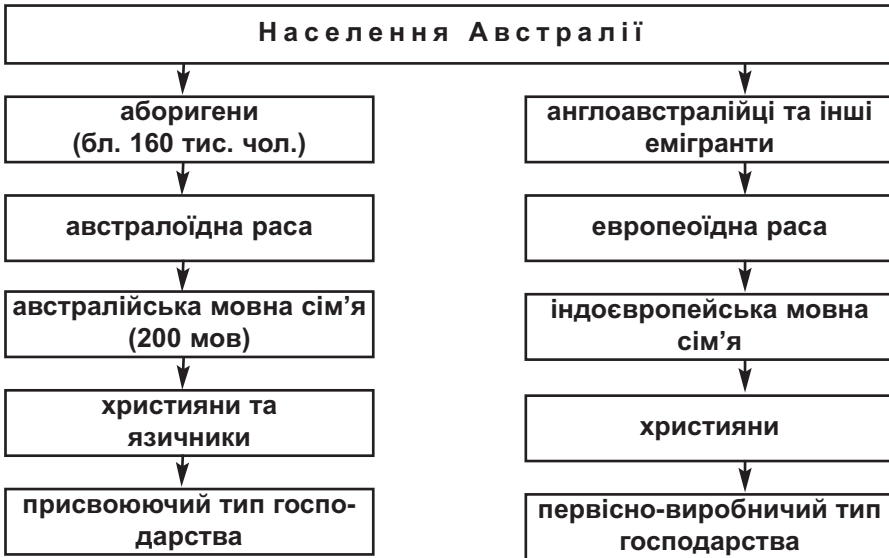 Населення Австралії
аборигени
(бл. 160 тис. чол.)
австралоїдна раса
австралійська мовна сім’я
(200 мов)
християни та
язичники
присвоюючий тип госпо-
дарства
англоавстралійці та інші
емігранти
европеоїдна раса
індоєвропейська мовна
сім’я
християни
первісно-виробничий тип
господарства